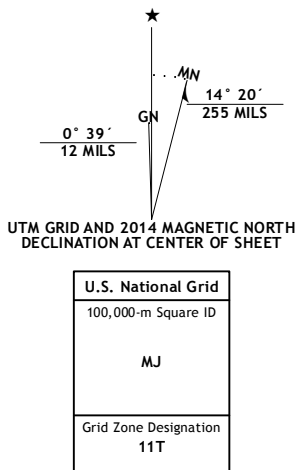 ★
MN
14° 20´
255 MILS
GN
0° 39´
12 MILS
UTM GRID AND 2014 MAGNETIC NORTH
DECLINATION AT CENTER OF SHEET
U.S. National Grid
100,000-m Square ID
MJ
Grid Zone Designation
11T